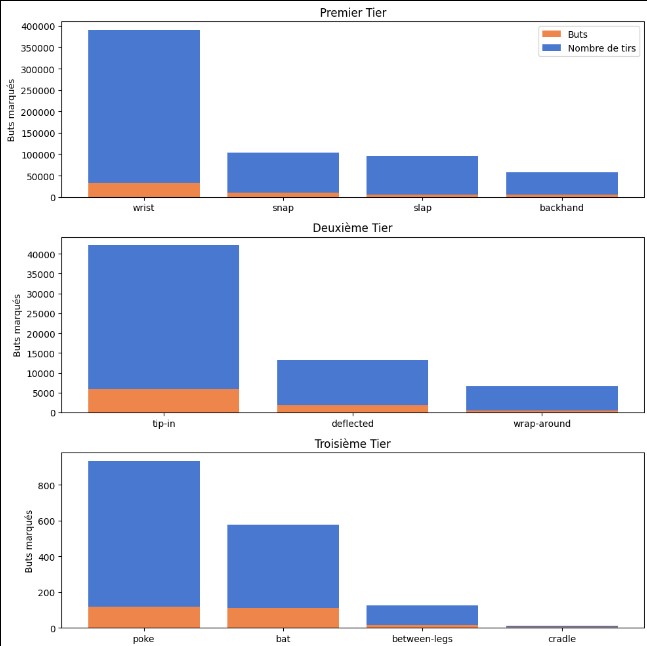 Premier Tier
400000
350000
300000
250000
200000
150000
100000
50000
0
Buts marqués
Buts
Nombre de tirs
wrist snap slap backhand
Deuxième Tier
40000
35000
30000
25000
20000
15000
10000
5000
0
Buts marqués
tip-in deflected wrap-around
Troisième Tier
800
600
400
200
0
Buts marqués
poke bat between-legs cradle